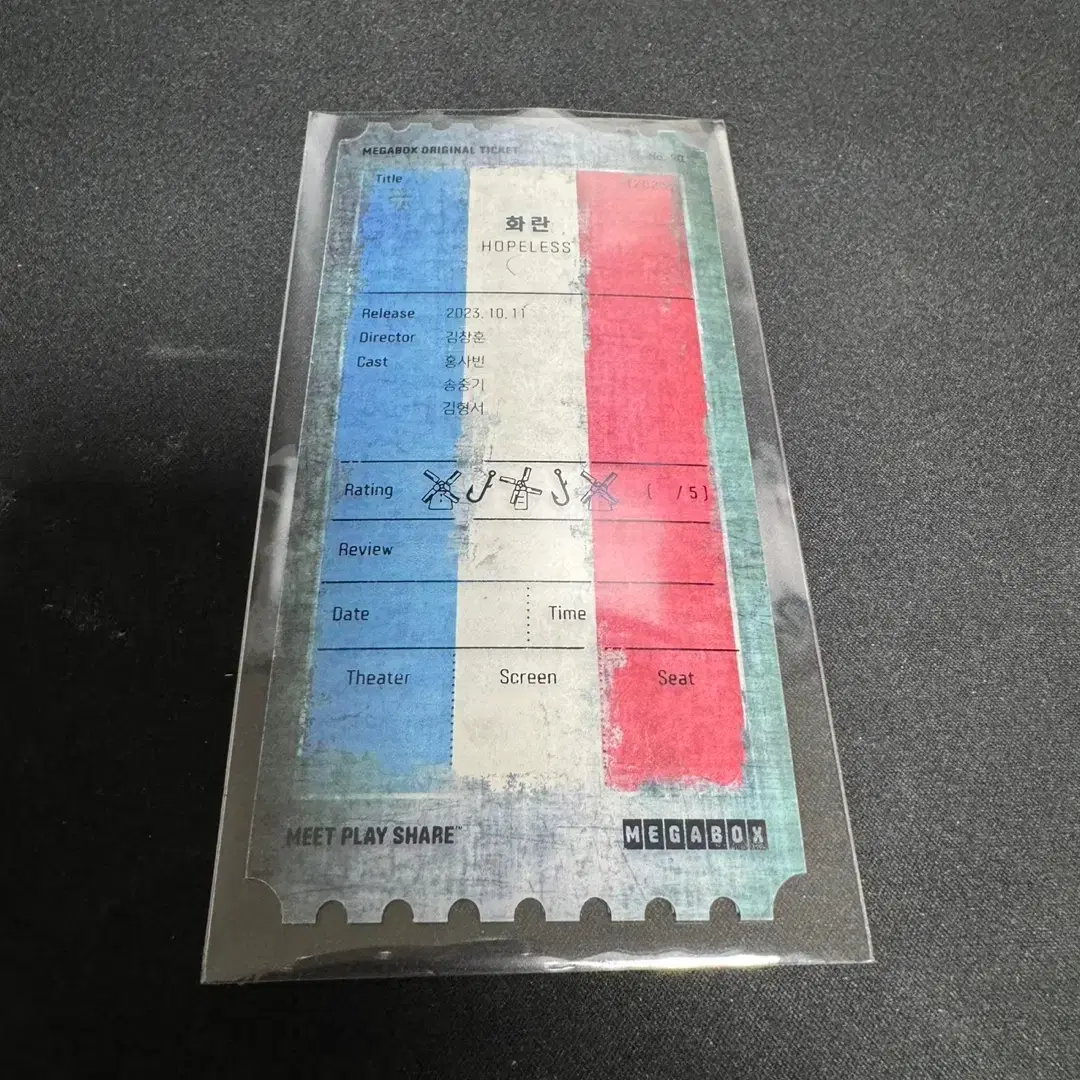 MEGABOX ORIGINAL TICKET
Title
화란
HOPELESS
Release 2023.10.11
Director 김창훈
Cast 홍사빈
송중기
김형서
Rating ( /5)
Review
Date Time
Theater Screen Seat
MEET PLAY SHARE™ MEGABOX